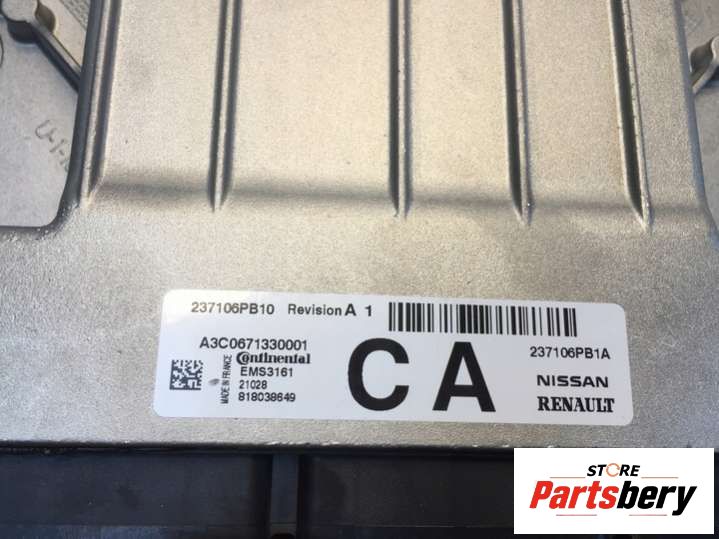 237106PB10 Revision A 1
A3C0671330001
Continental
EMS3161
21028
818038649
MADE IN FRANCE
CA
237106PB1A
NISSAN
RENAULT
STORE
Partsbery